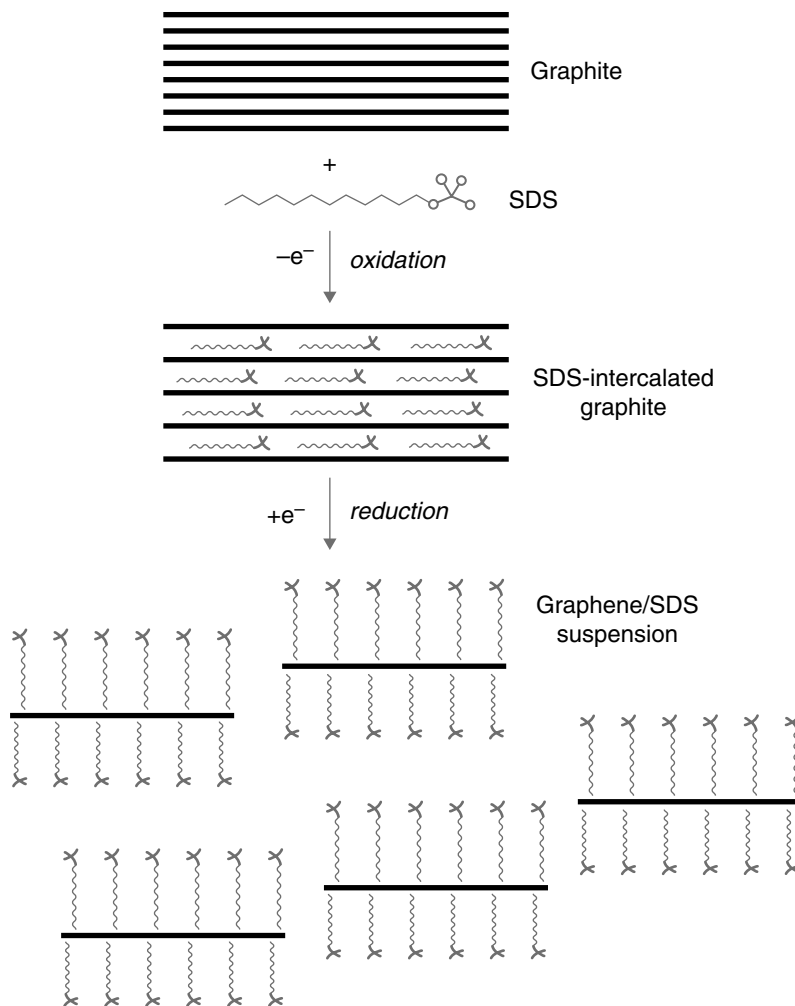 Graphite
+
SDS
–e⁻
oxidation
SDS-intercalated
graphite
+e⁻
reduction
Graphene/SDS
suspension